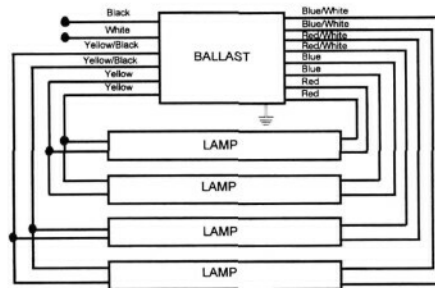 Black
White
Yellow/Black
Yellow/Black
Yellow
Yellow
BALLAST
Blue/White
Blue/White
Red/White
Red/White
Blue
Blue
Red
Red
LAMP
LAMP
LAMP
LAMP